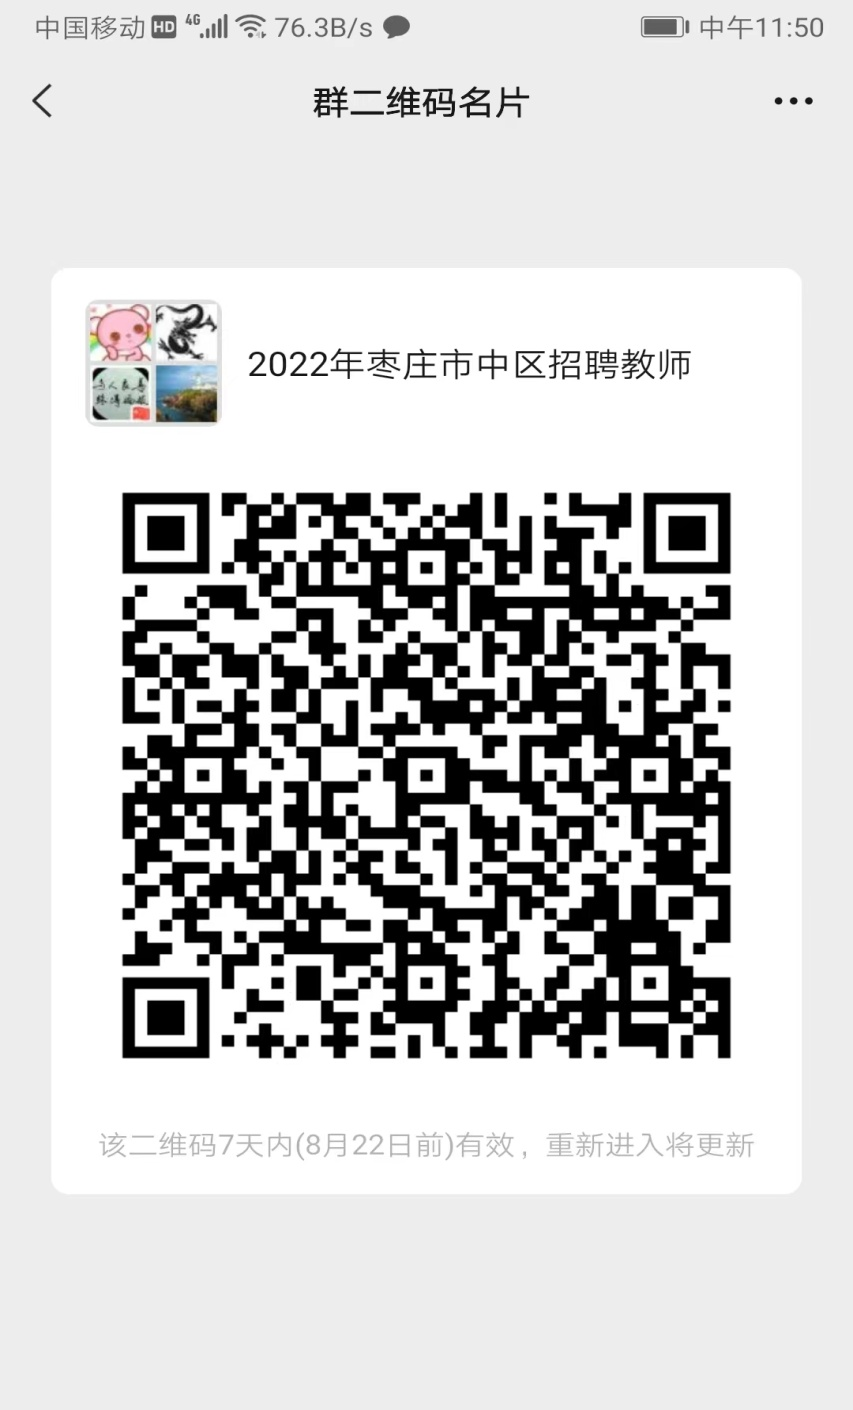 中国移动 HD 4G 76.3B/s 中午11:50
群二维码名片
2022年枣庄市中区招聘教师
该二维码7天内(8月22日前)有效，重新进入将更新